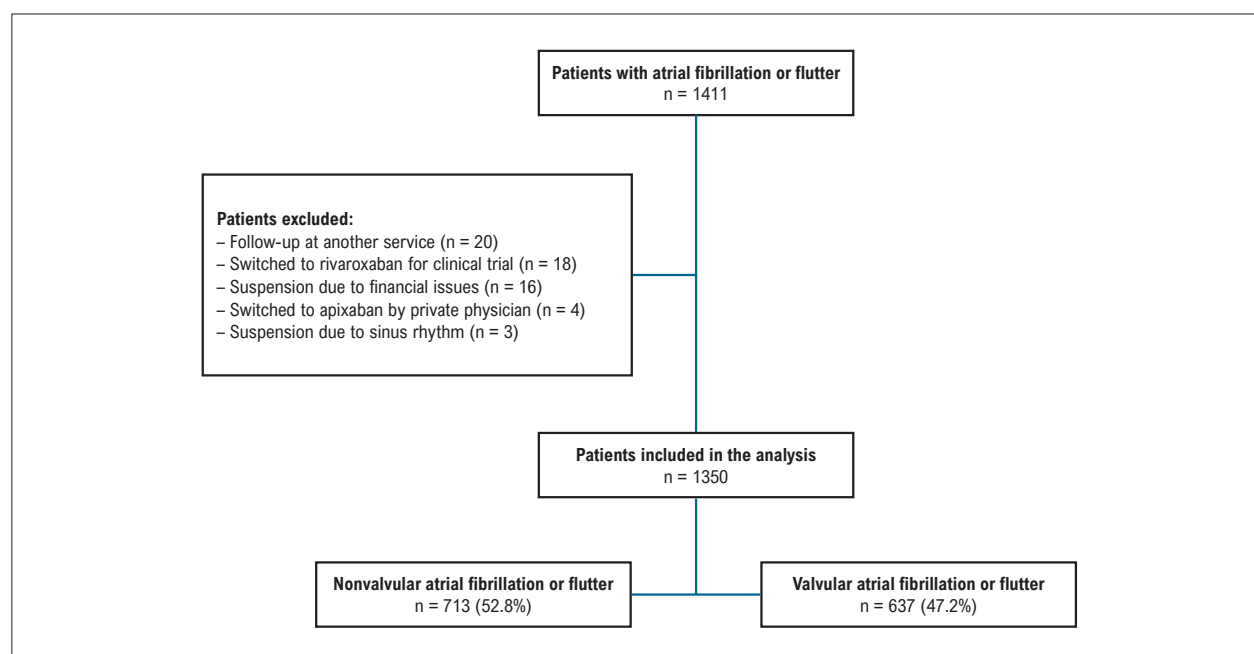 Patients with atrial fibrillation or flutter
n = 1411
Patients excluded:
– Follow-up at another service (n = 20)
– Switched to rivaroxaban for clinical trial (n = 18)
– Suspension due to financial issues (n = 16)
– Switched to apixaban by private physician (n = 4)
– Suspension due to sinus rhythm (n = 3)
Patients included in the analysis
n = 1350
Nonvalvular atrial fibrillation or flutter
n = 713 (52.8%)
Valvular atrial fibrillation or flutter
n = 637 (47.2%)